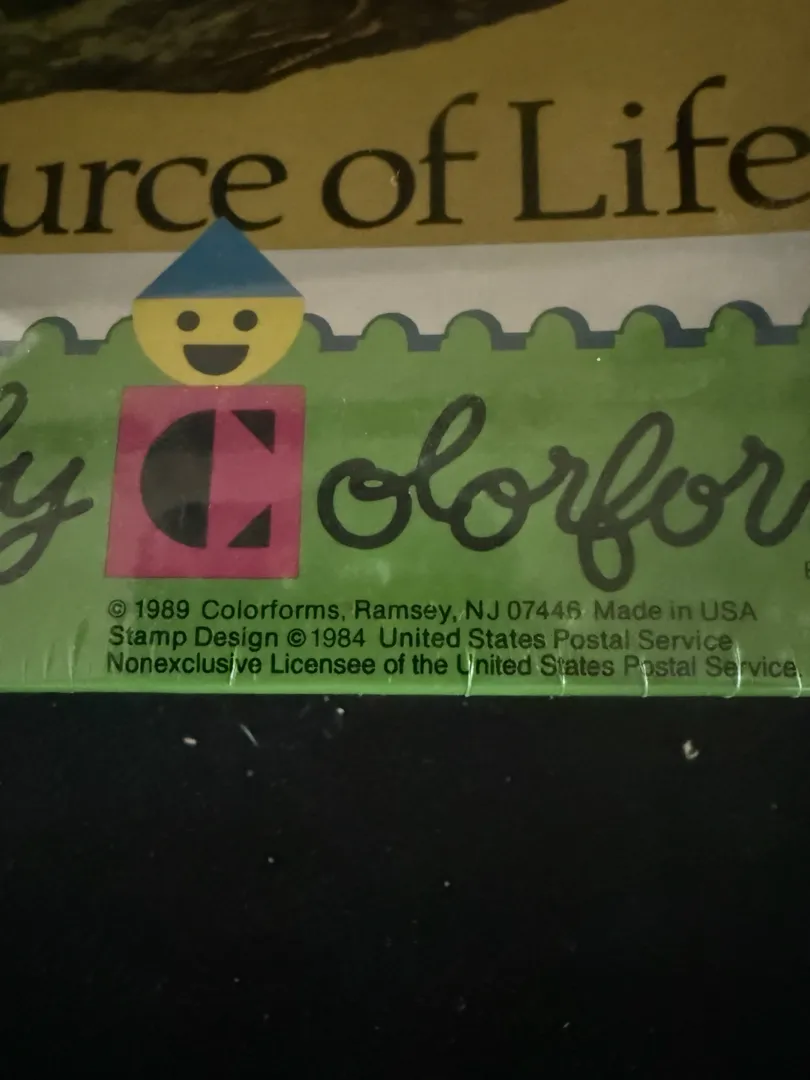 urce of Life
y Colorfor
© 1989 Colorforms, Ramsey, NJ 07446 Made in USA
Stamp Design © 1984 United States Postal Service
Nonexclusive Licensee of the United States Postal Service.